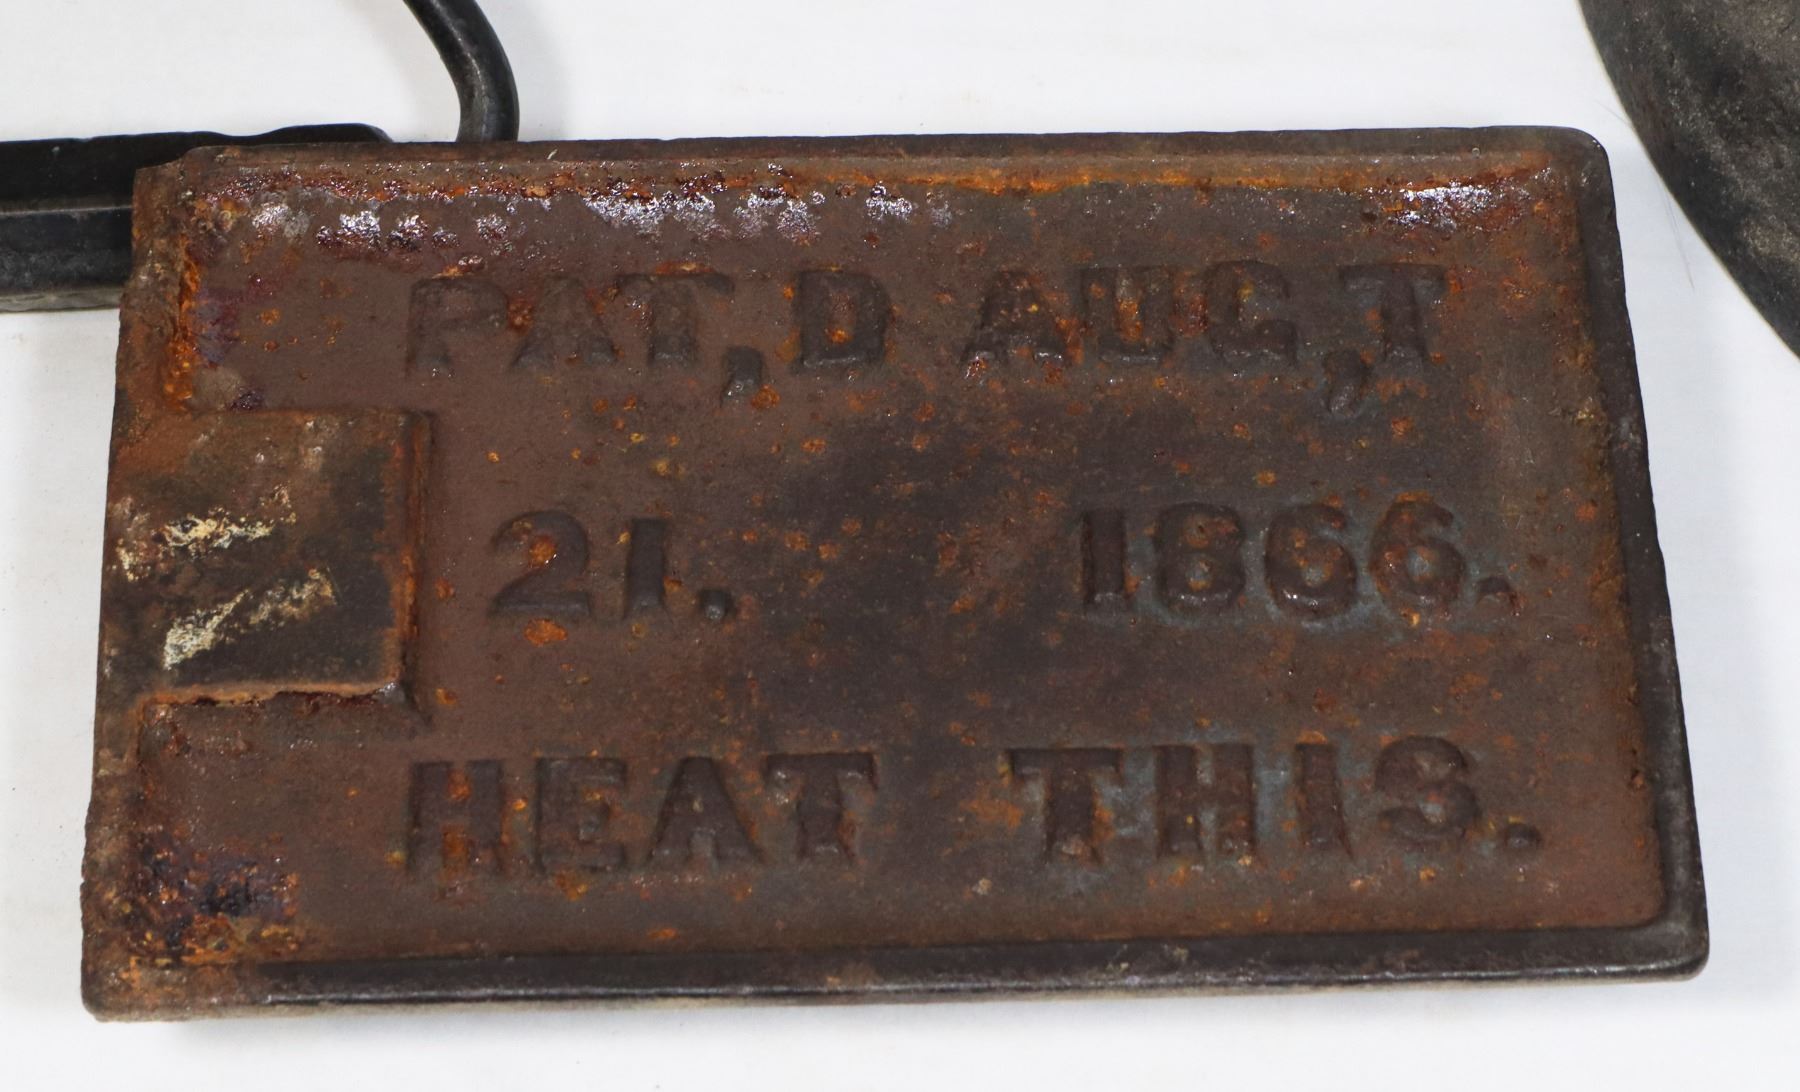 PAT,D AUG,T
21. 1866.
HEAT THIS.